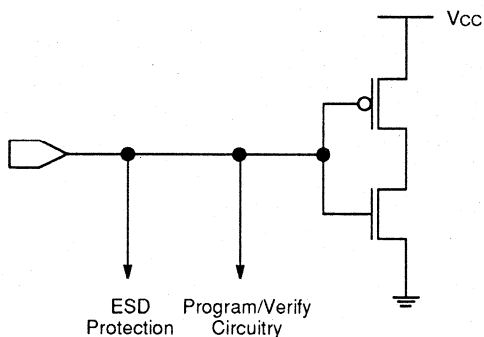 VCC
ESD
Protection
Program/Verify
Circuitry